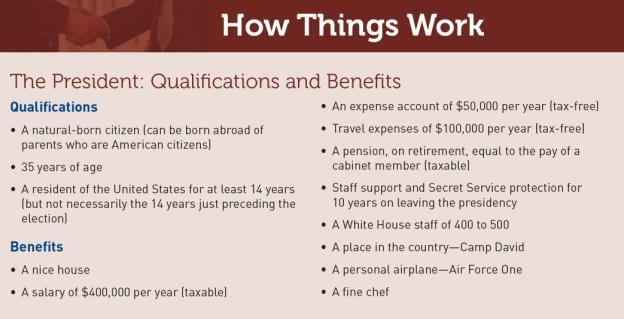 How Things Work
The President: Qualifications and Benefits
Qualifications
• A natural-born citizen (can be born abroad of
parents who are American citizens)
• 35 years of age
• A resident of the United States for at least 14 years
(but not necessarily the 14 years just preceding the
election)
Benefits
• A nice house
• A salary of $400,000 per year (taxable)
• An expense account of $50,000 per year (tax-free)
• Travel expenses of $100,000 per year (tax-free)
• A pension, on retirement, equal to the pay of a
cabinet member (taxable)
• Staff support and Secret Service protection for
10 years on leaving the presidency
• A White House staff of 400 to 500
• A place in the country—Camp David
• A personal airplane—Air Force One
• A fine chef